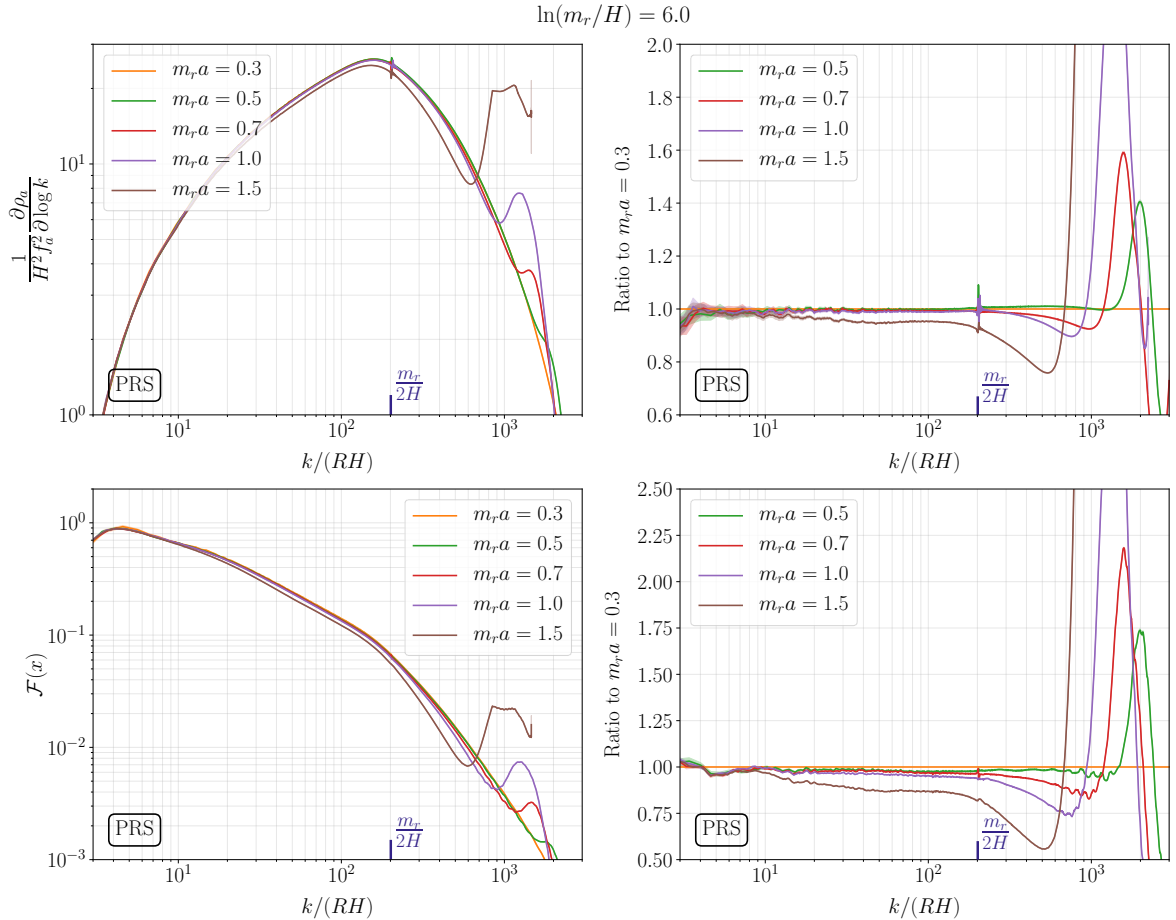 ln(m_r/H) = 6.0
10^1
10^0
1/(H^2 f_a^2) ∂ρ_a/∂ log k
m_r a = 0.3
m_r a = 0.5
m_r a = 0.7
m_r a = 1.0
m_r a = 1.5
PRS
m_r/2H
10^1 10^2 10^3
k/(RH)
2.0
1.8
1.6
1.4
1.2
1.0
0.8
0.6
Ratio to m_r a = 0.3
m_r a = 0.5
m_r a = 0.7
m_r a = 1.0
m_r a = 1.5
PRS
m_r/2H
10^1 10^2 10^3
k/(RH)
10^0
10^−1
10^−2
10^−3
F(x)
m_r a = 0.3
m_r a = 0.5
m_r a = 0.7
m_r a = 1.0
m_r a = 1.5
PRS
m_r/2H
10^1 10^2 10^3
k/(RH)
2.50
2.25
2.00
1.75
1.50
1.25
1.00
0.75
0.50
Ratio to m_r a = 0.3
m_r a = 0.5
m_r a = 0.7
m_r a = 1.0
m_r a = 1.5
PRS
m_r/2H
10^1 10^2 10^3
k/(RH)